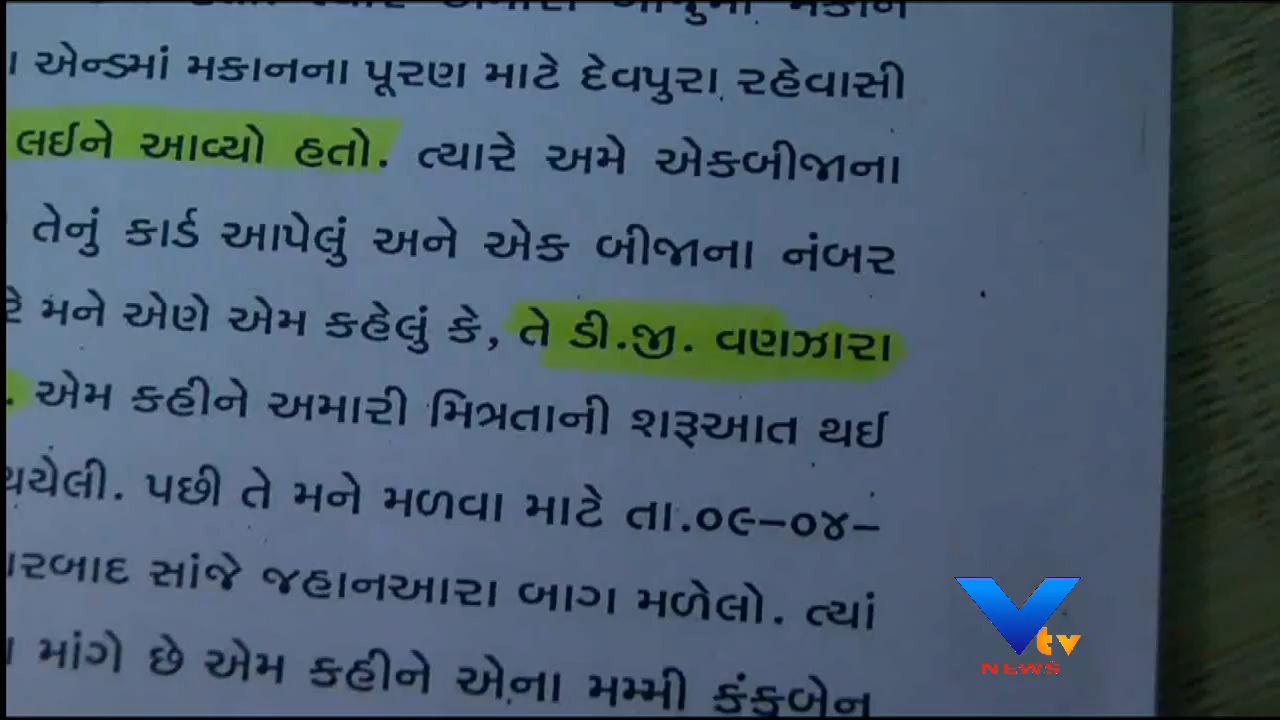 એન્ડમાં મકાનના પૂરણ માટે દેવપુરા રહેવાસી
લઈને આવ્યો હતો. ત્યારે અમે એકબીજાના
તેનું કાર્ડ આપેલું અને એક બીજાના નંબર
મને એણે એમ કહેલું કે, તે ડી.જી. વણઝારા
. એમ કહીને અમારી મિત્રતાની શરૂઆત થઈ
થયેલી. પછી તે મને મળવા માટે તા.૦૯-૦૪-
સાંજે જહાનઆરા બાગ મળેલો. ત્યાં
માંગે છે એમ કહીને એના મમ્મી કંકુબેન
Vtv
NEWS